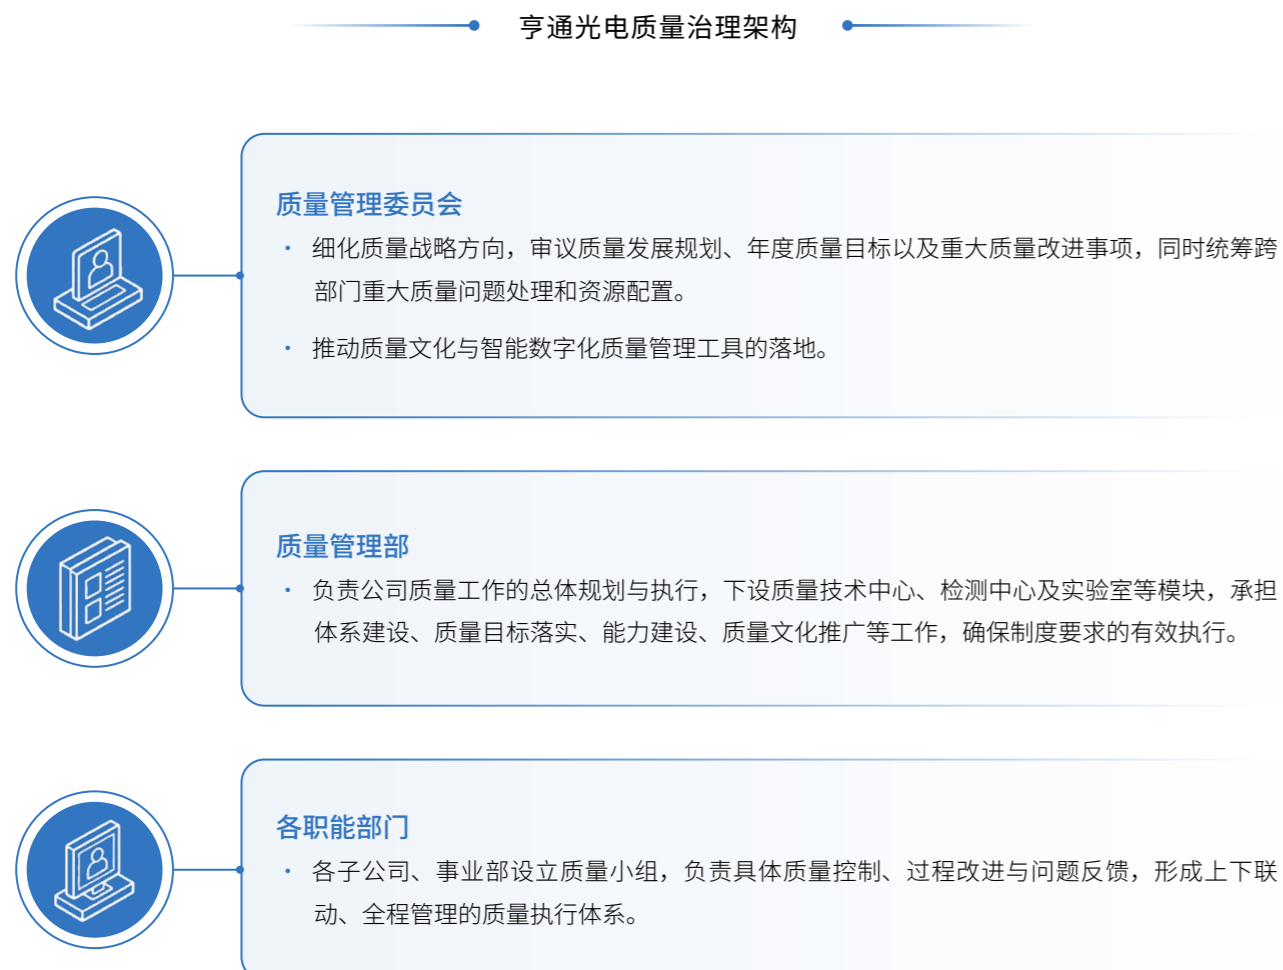 亨通光电质量治理架构
质量管理委员会
· 细化质量战略方向，审议质量发展规划、年度质量目标以及重大质量改进事项，同时统筹跨
部门重大质量问题处理和资源配置。
· 推动质量文化与智能数字化质量管理工具的落地。
质量管理部
· 负责公司质量工作的总体规划与执行，下设质量技术中心、检测中心及实验室等模块，承担
体系建设、质量目标落实、能力建设、质量文化推广等工作，确保制度要求的有效执行。
各职能部门
· 各子公司、事业部设立质量小组，负责具体质量控制、过程改进与问题反馈，形成上下联
动、全程管理的质量执行体系。